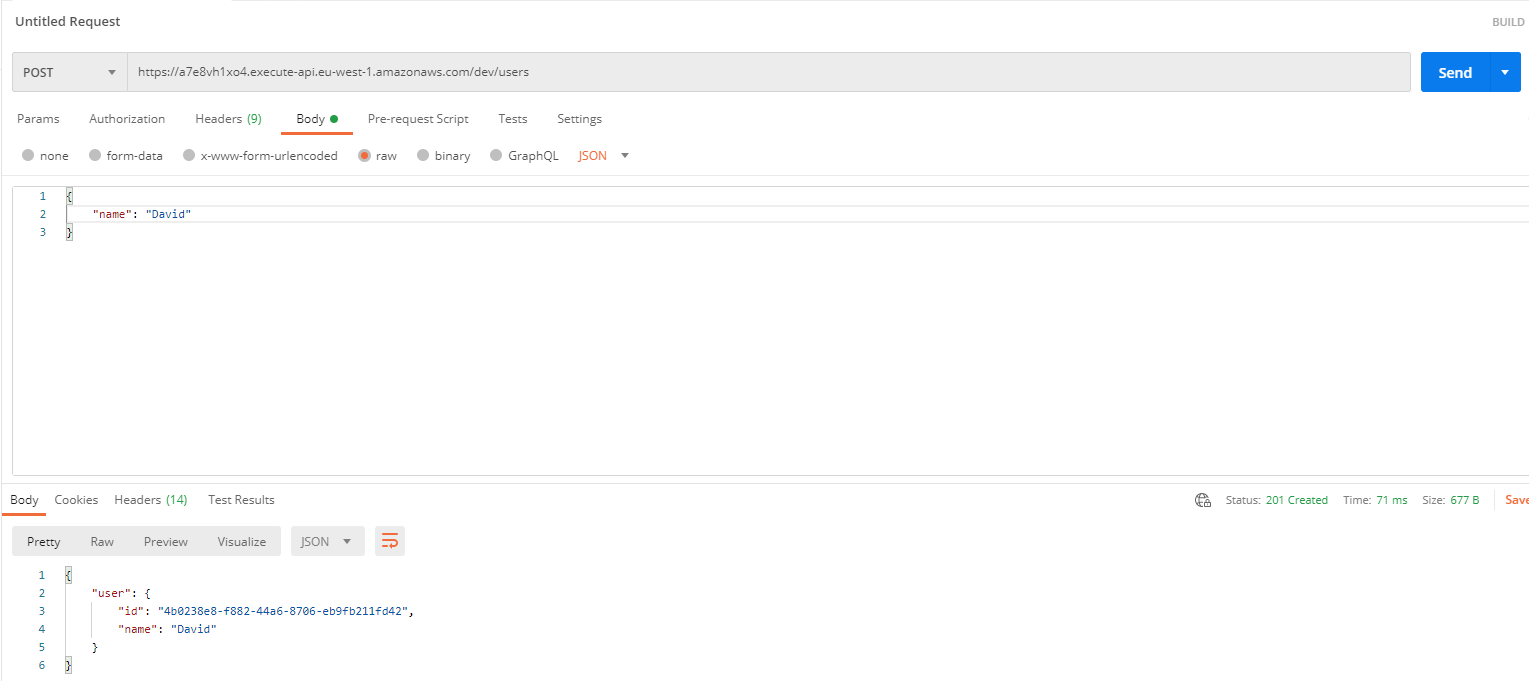 Untitled Request
BUILD
POST
https://a7e8vh1xo4.execute-api.eu-west-1.amazonaws.com/dev/users
Send
Params Authorization Headers (9) Body Pre-request Script Tests Settings
none form-data x-www-form-urlencoded raw binary GraphQL JSON
1 {
2 "name": "David"
3 }
Body Cookies Headers (14) Test Results Status: 201 Created Time: 71 ms Size: 677 B Save
Pretty Raw Preview Visualize JSON
1 {
2 "user": {
3 "id": "4b0238e8-f882-44a6-8706-eb9fb211fd42",
4 "name": "David"
5 }
6 }